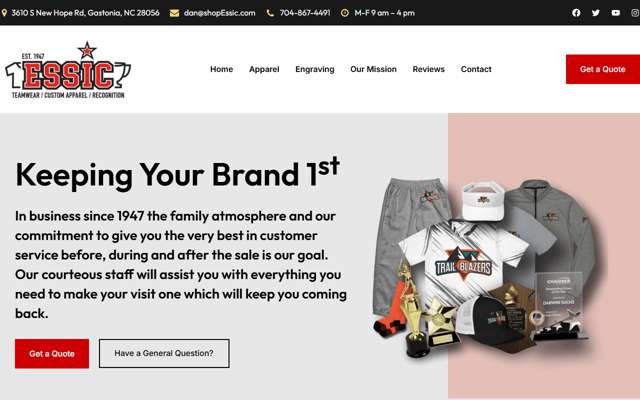 3610 S New Hope Rd, Gastonia, NC 28056
dan@shopEssic.com
704-867-4491
M-F 9 am – 4 pm
EST. 1947
ESSIC
TEAMWEAR / CUSTOM APPAREL / RECOGNITION
Home
Apparel
Engraving
Our Mission
Reviews
Contact
Get a Quote
Keeping Your Brand 1st
In business since 1947 the family atmosphere and our
commitment to give you the very best in customer
service before, during and after the sale is our goal.
Our courteous staff will assist you with everything you
need to make your visit one which will keep you coming
back.
Get a Quote
Have a General Question?
TRAIL BLAZERS